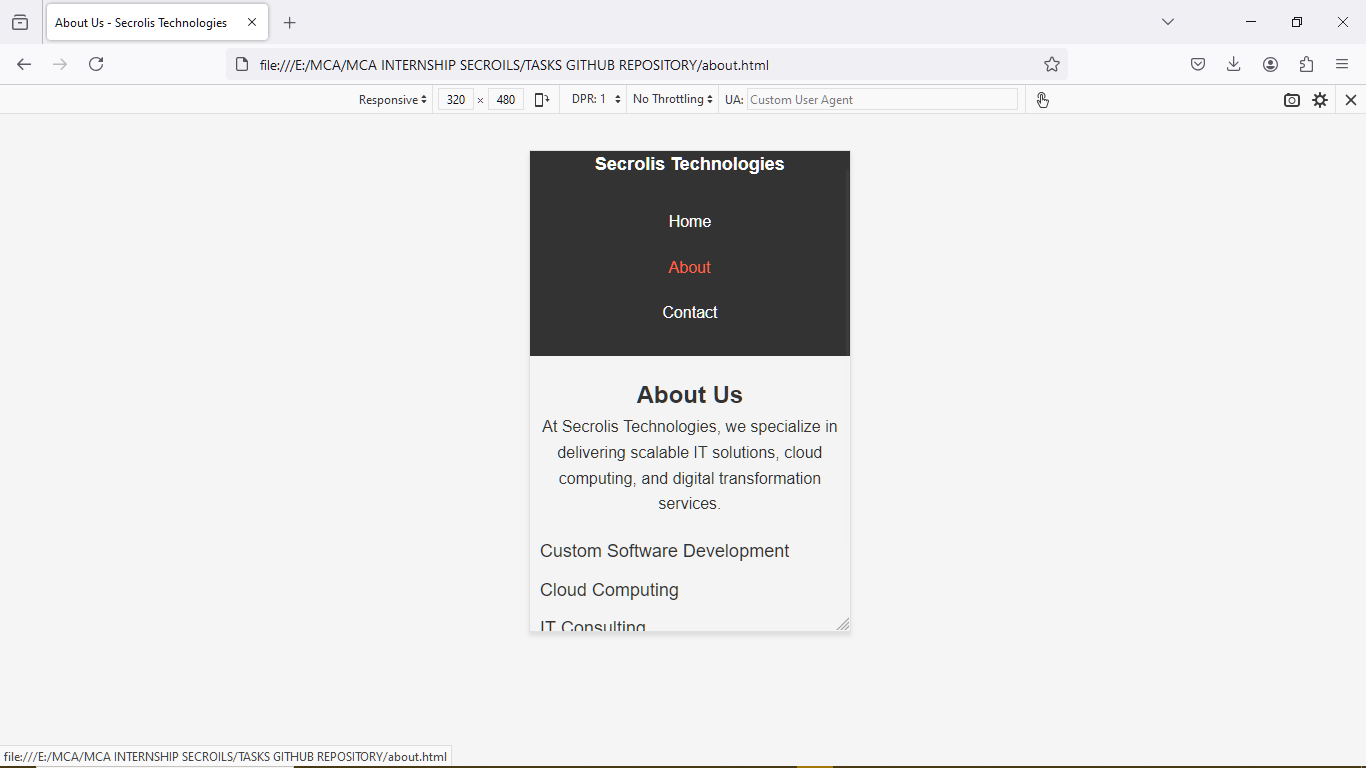 About Us - Secrolis Technologies
file:///E:/MCA/MCA INTERNSHIP SECROILS/TASKS GITHUB REPOSITORY/about.html
Responsive 320 × 480 DPR: 1 No Throttling UA: Custom User Agent
Secrolis Technologies
Home
About
Contact
About Us
At Secrolis Technologies, we specialize in
delivering scalable IT solutions, cloud
computing, and digital transformation
services.
Custom Software Development
Cloud Computing
IT Consulting
file:///E:/MCA/MCA INTERNSHIP SECROILS/TASKS GITHUB REPOSITORY/about.html